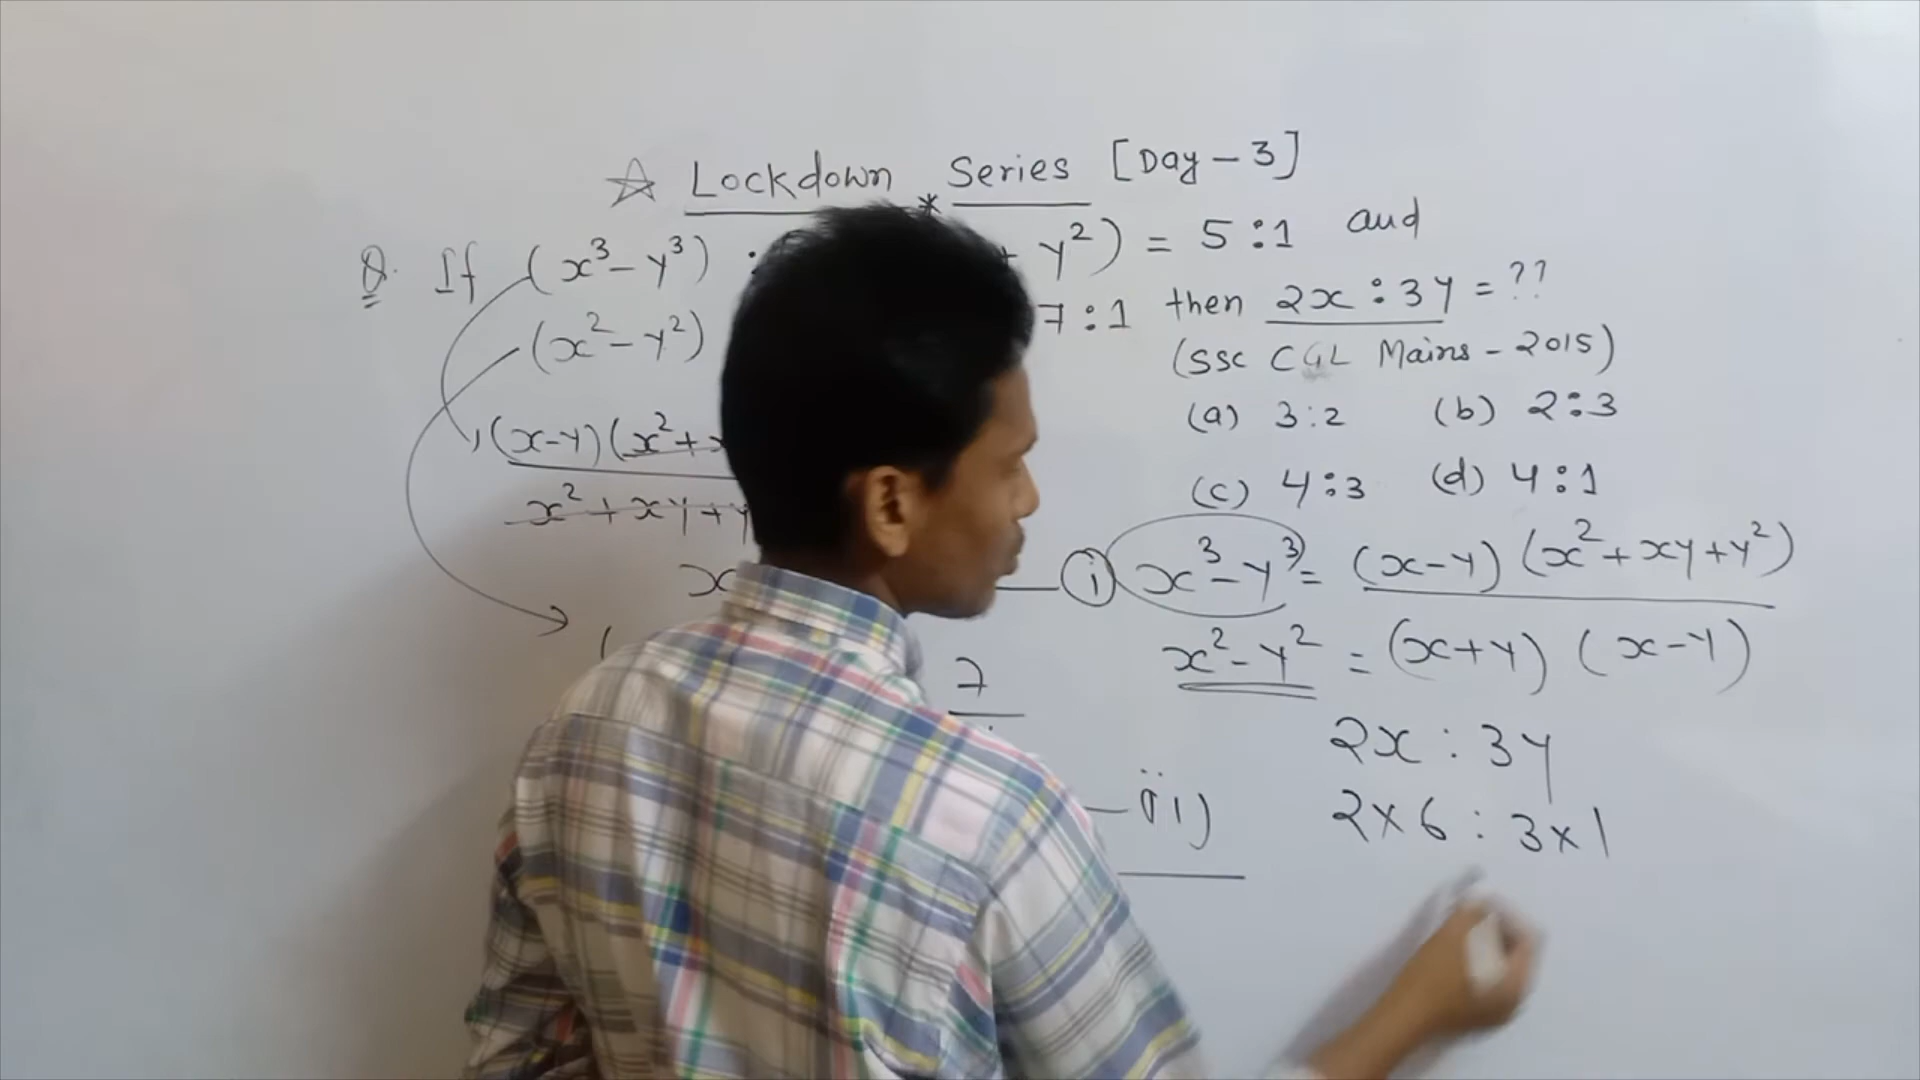 ☆ Lockdown Series [Day-3]
*
Q. If (x³-y³) : + y²) = 5:1 and
(x²-y²) 7:1 then 2x:3y = ??
(SSC CGL Mains - 2015)
(a) 3:2 (b) 2:3
(c) 4:3 (d) 4:1
(x-y)(x²+x
x²+xy+y
x
(i) x³-y³ = (x-y) (x²+xy+y²)
x²-y² = (x+y) (x-y)
(
7
2x : 3y
-ii)
2×6 : 3×1